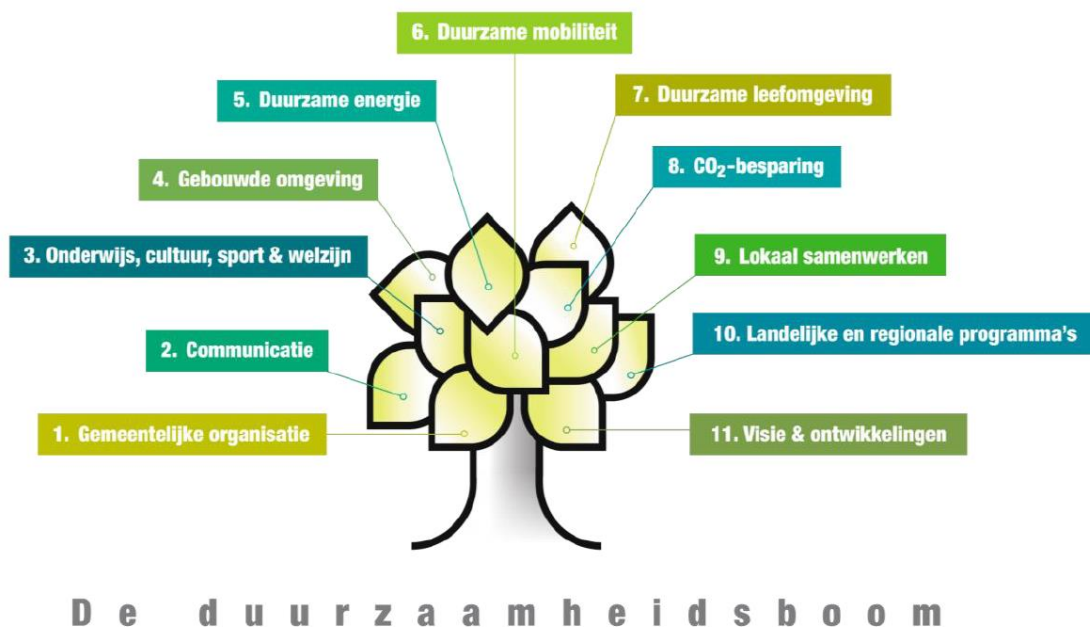 6. Duurzame mobiliteit
5. Duurzame energie
7. Duurzame leefomgeving
4. Gebouwde omgeving
8. CO₂-besparing
3. Onderwijs, cultuur, sport & welzijn
9. Lokaal samenwerken
2. Communicatie
10. Landelijke en regionale programma's
1. Gemeentelijke organisatie
11. Visie & ontwikkelingen
De duurzaamheidsboom